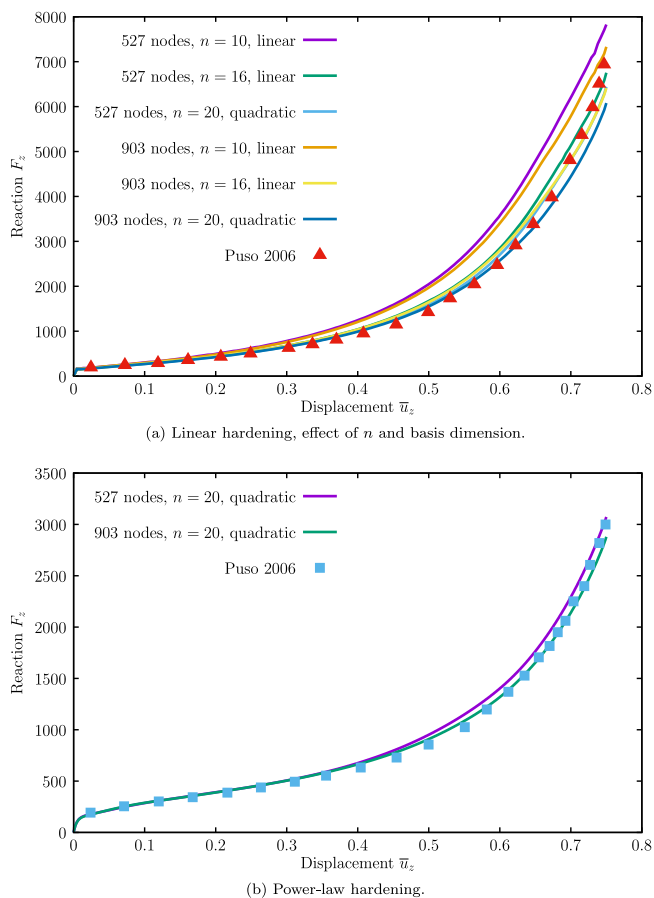 8000
7000
6000
5000
4000
3000
2000
1000
0
Reaction F_z
527 nodes, n = 10, linear
527 nodes, n = 16, linear
527 nodes, n = 20, quadratic
903 nodes, n = 10, linear
903 nodes, n = 16, linear
903 nodes, n = 20, quadratic
Puso 2006
0 0.1 0.2 0.3 0.4 0.5 0.6 0.7 0.8
Displacement u̅_z
(a) Linear hardening, effect of n and basis dimension.
3500
3000
2500
2000
1500
1000
500
0
Reaction F_z
527 nodes, n = 20, quadratic
903 nodes, n = 20, quadratic
Puso 2006
0 0.1 0.2 0.3 0.4 0.5 0.6 0.7 0.8
Displacement u̅_z
(b) Power-law hardening.